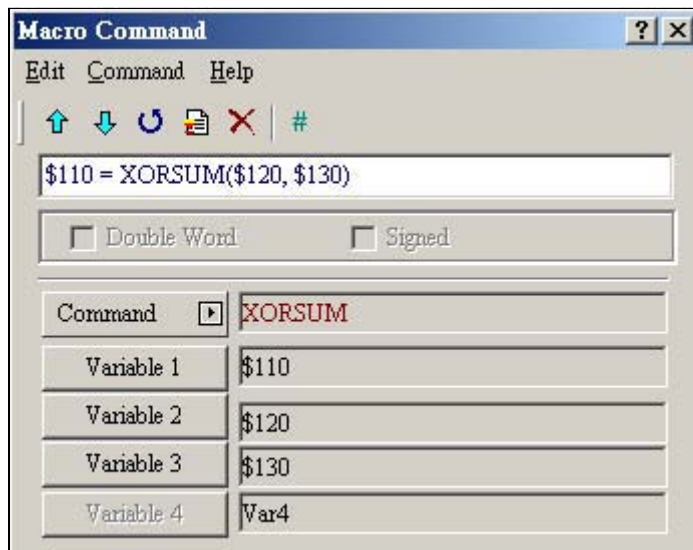 Macro Command
Edit Command Help
#
$110 = XORSUM($120, $130)
Double Word Signed
Command XORSUM
Variable 1 $110
Variable 2 $120
Variable 3 $130
Variable 4 Var4